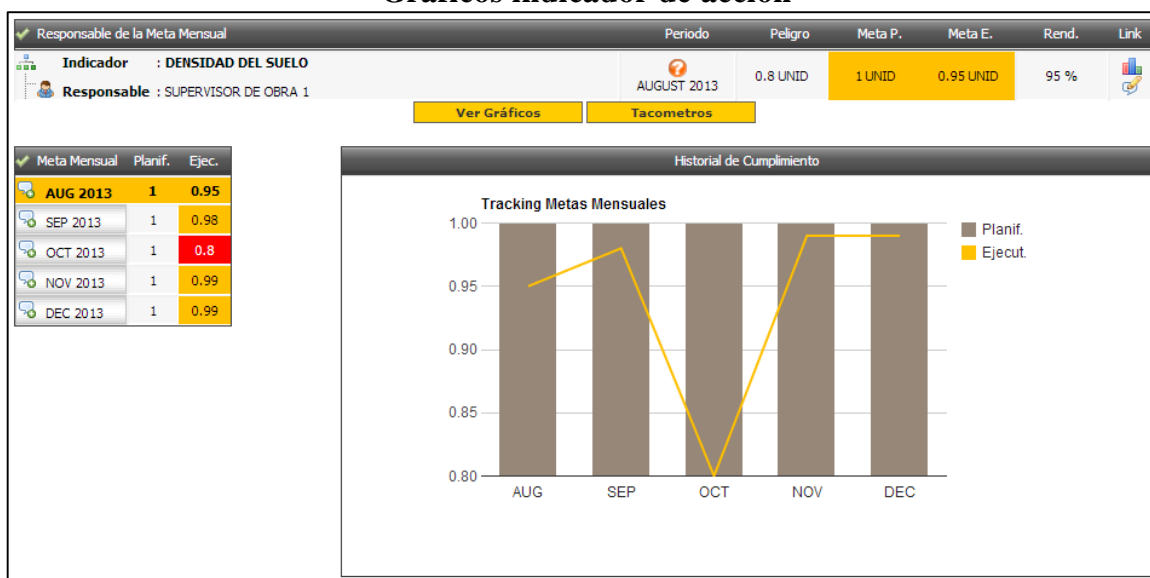 Gráficos indicador de acción
Responsable de la Meta Mensual Periodo Peligro Meta P. Meta E. Rend. Link
Indicador : DENSIDAD DEL SUELO
Responsable : SUPERVISOR DE OBRA 1
AUGUST 2013 0.8 UNID 1 UNID 0.95 UNID 95 %
Ver Gráficos Tacometros
Meta Mensual Planif. Ejec.
AUG 2013 1 0.95
SEP 2013 1 0.98
OCT 2013 1 0.8
NOV 2013 1 0.99
DEC 2013 1 0.99
Historial de Cumplimiento
Tracking Metas Mensuales
1.00
0.95
0.90
0.85
0.80
AUG SEP OCT NOV DEC
Planif.
Ejecut.